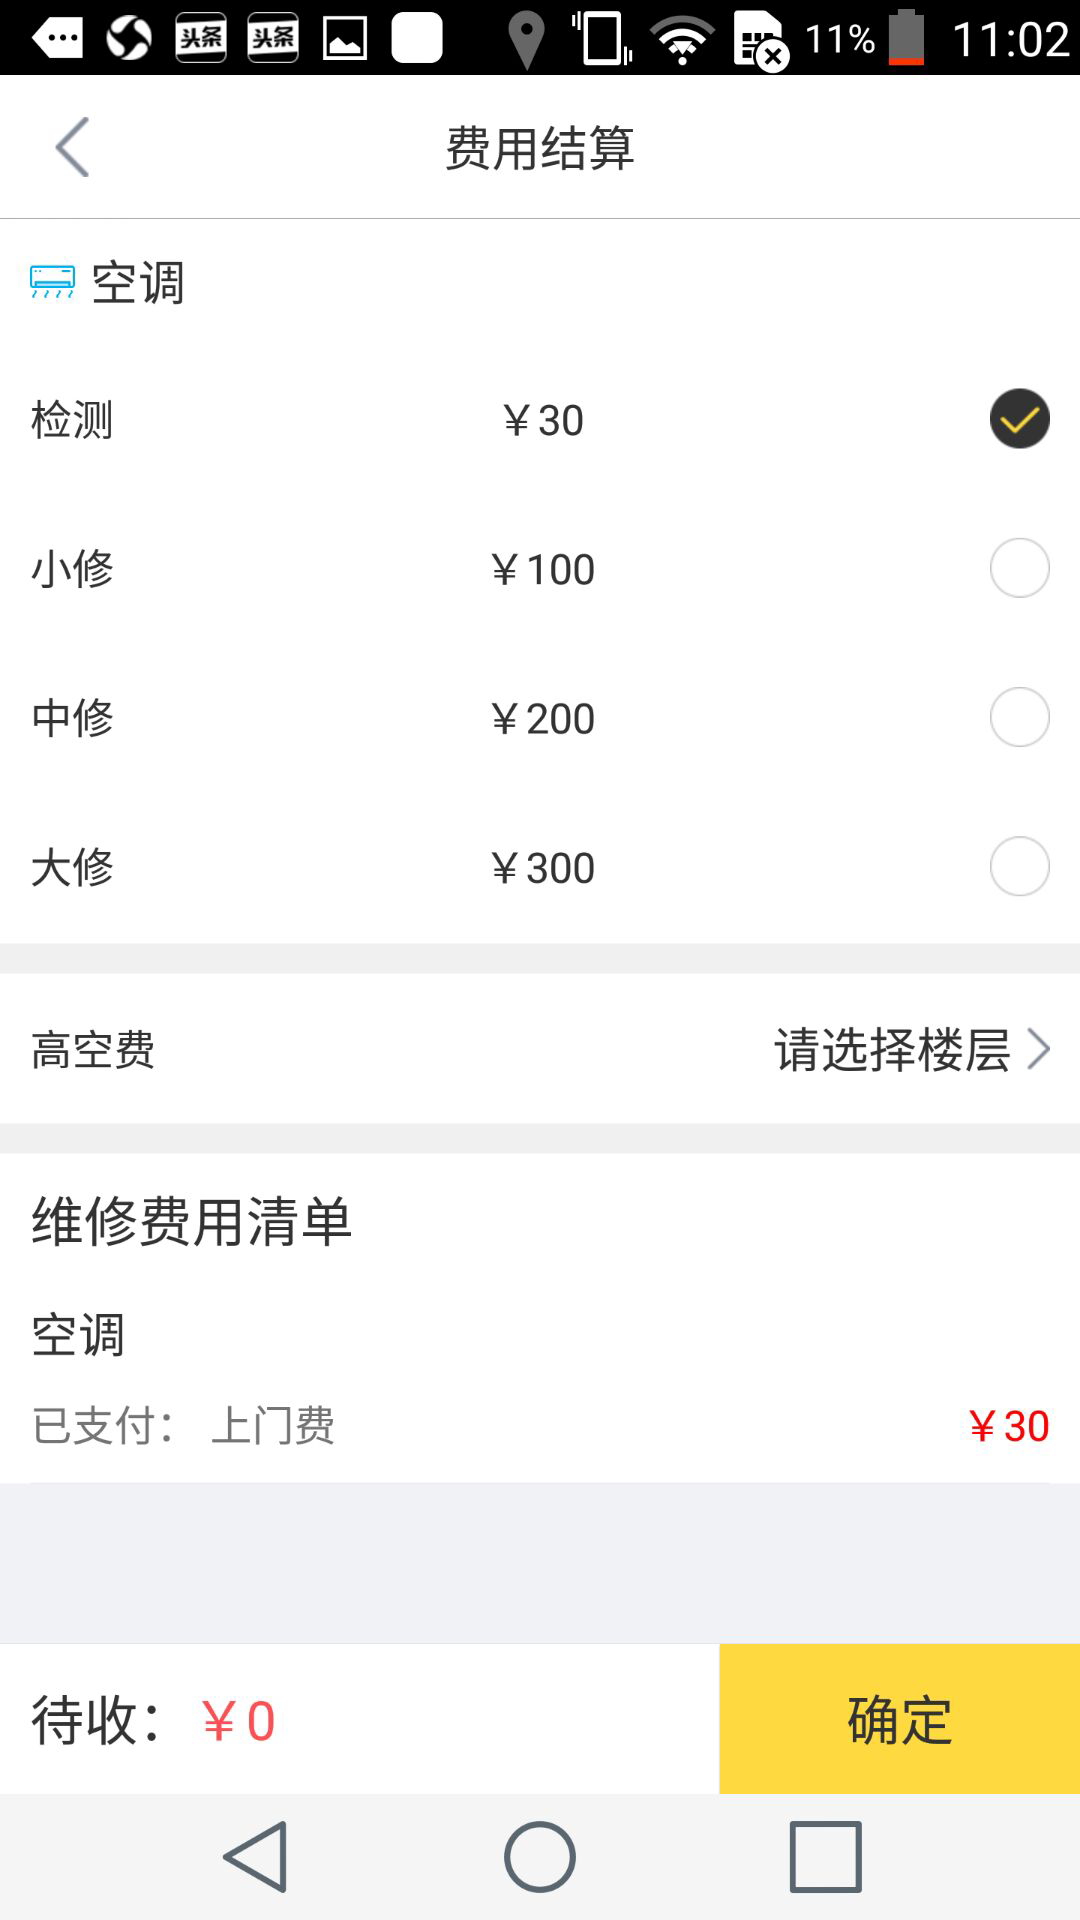 头条 头条 11% 11:02
费用结算
空调
检测 ￥30
小修 ￥100
中修 ￥200
大修 ￥300
高空费 请选择楼层
维修费用清单
空调
已支付： 上门费 ￥30
待收： ￥0 确定